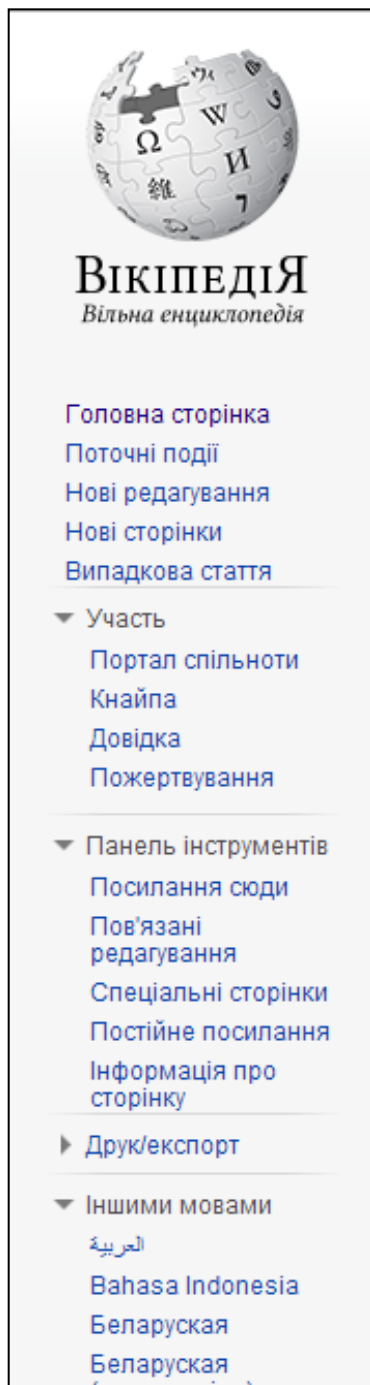 Ω W И 維 7
ВікіпедіЯ
Вільна енциклопедія
Головна сторінка
Поточні події
Нові редагування
Нові сторінки
Випадкова стаття
Участь
Портал спільноти
Кнайпа
Довідка
Пожертвування
Панель інструментів
Посилання сюди
Пов'язані
редагування
Спеціальні сторінки
Постійне посилання
Інформація про
сторінку
Друк/експорт
Іншими мовами
العربية
Bahasa Indonesia
Беларуская
Беларуская